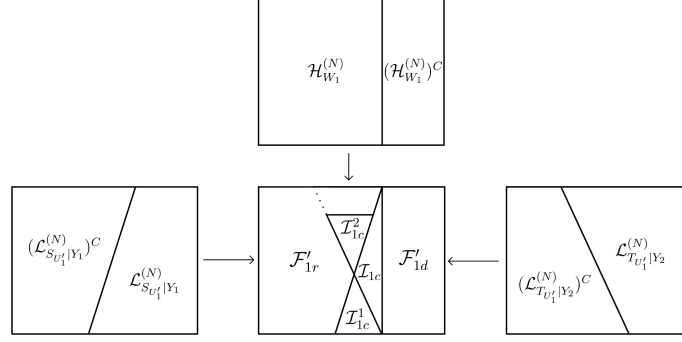 $\mathcal{H}_{W_1}^{(N)}$ $(\mathcal{H}_{W_1}^{(N)})^C$
$(\mathcal{L}_{S_{U_1'}|Y_1}^{(N)})^C$
$\mathcal{L}_{S_{U_1'}|Y_1}^{(N)}$
$\mathcal{F}_{1r}'$
$\mathcal{I}_{1c}^2$
$\mathcal{I}_{1c}$
$\mathcal{I}_{1c}^1$
$\mathcal{F}_{1d}'$
$(\mathcal{L}_{T_{U_1'}|Y_2}^{(N)})^C$
$\mathcal{L}_{T_{U_1'}|Y_2}^{(N)}$